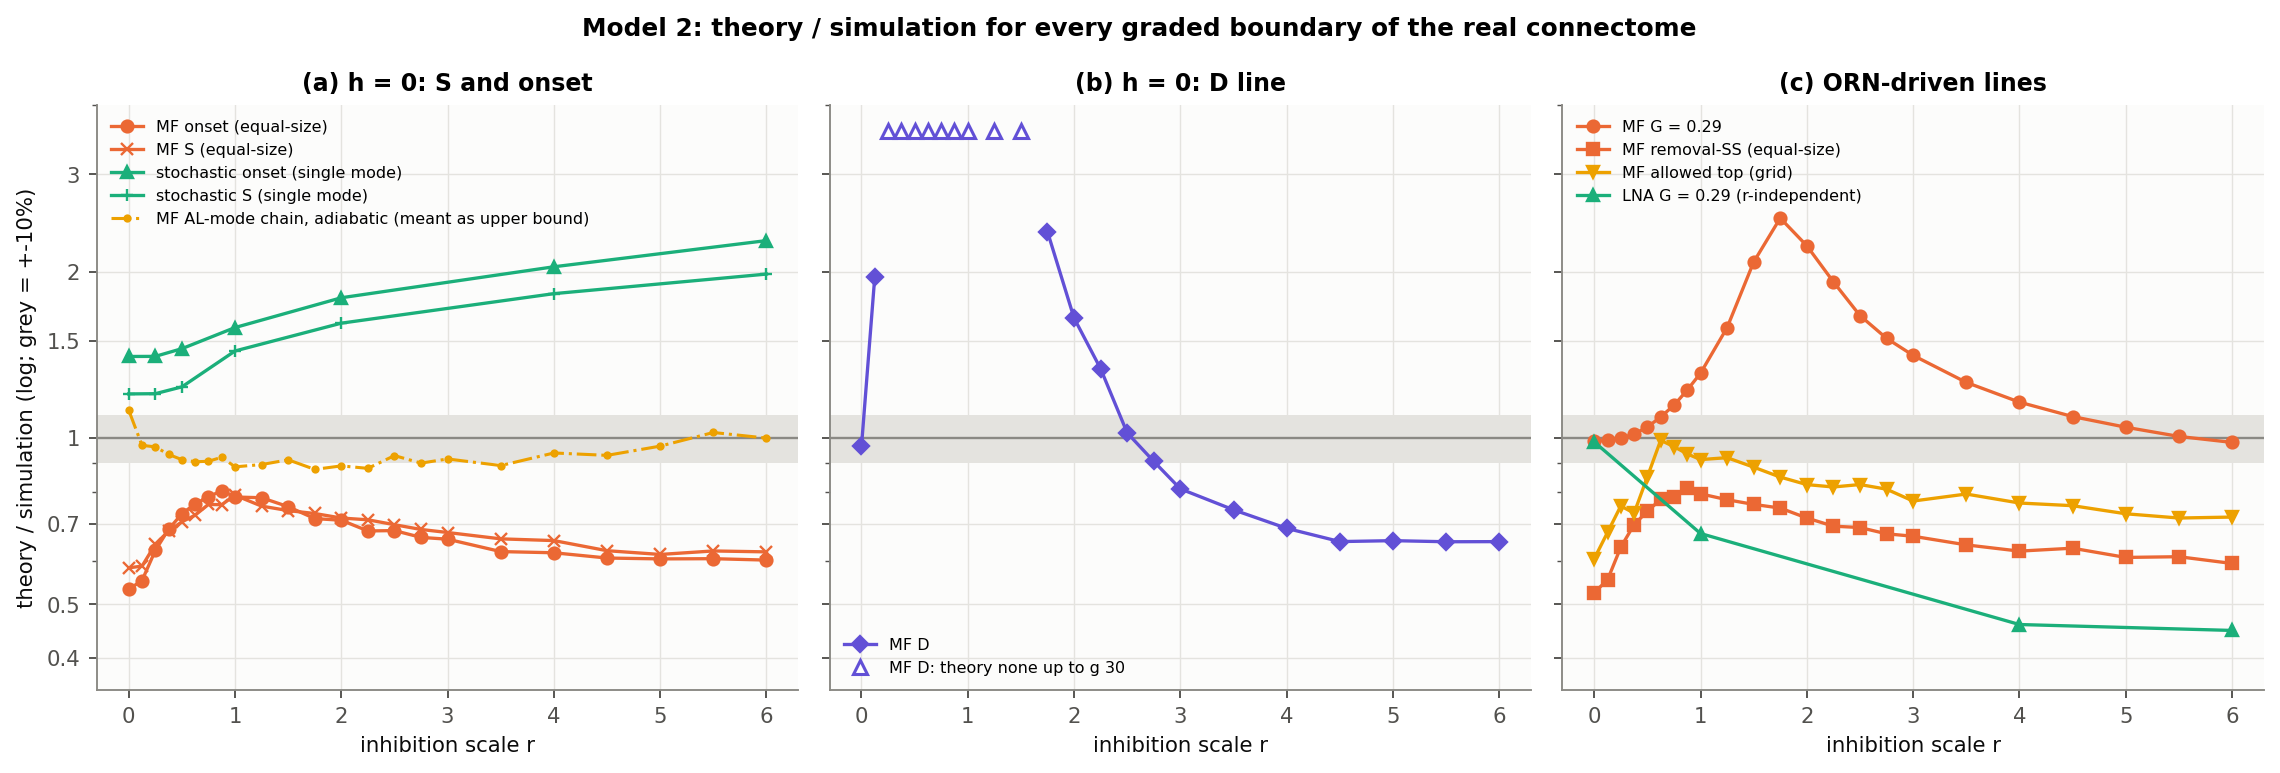 Model 2: theory / simulation for every graded boundary of the real connectome
(a) h = 0: S and onset
theory / simulation (log; grey = +-10%)
3
2
1.5
1
0.7
0.5
0.4
MF onset (equal-size)
MF S (equal-size)
stochastic onset (single mode)
stochastic S (single mode)
MF AL-mode chain, adiabatic (meant as upper bound)
0 1 2 3 4 5 6
inhibition scale r
(b) h = 0: D line
MF D
MF D: theory none up to g 30
0 1 2 3 4 5 6
inhibition scale r
(c) ORN-driven lines
MF G = 0.29
MF removal-SS (equal-size)
MF allowed top (grid)
LNA G = 0.29 (r-independent)
0 1 2 3 4 5 6
inhibition scale r